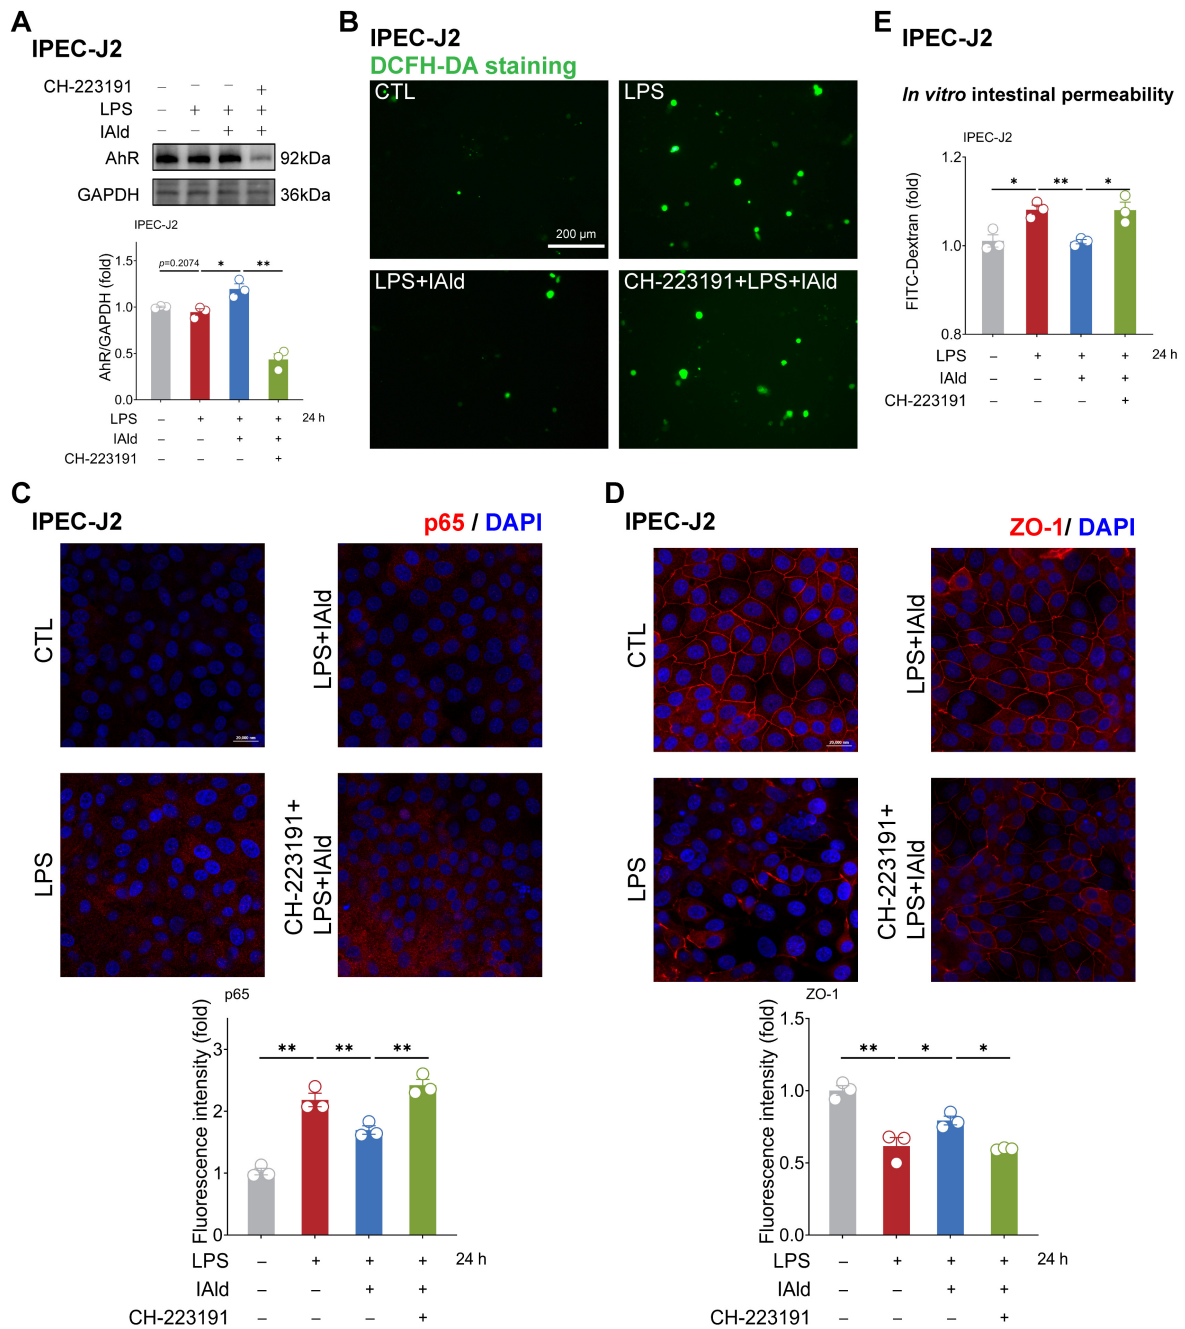 A
IPEC-J2
CH-223191 – – – +
LPS – + + +
IAld – – + +
AhR 92kDa
GAPDH 36kDa
IPEC-J2
AhR/GAPDH (fold)
1.5
1.0
0.5
0.0
p=0.2074 * **
LPS – + + + 24 h
IAld – – + +
CH-223191 – – – +
B
IPEC-J2
DCFH-DA staining
CTL
LPS
200 µm
LPS+IAld
CH-223191+LPS+IAld
E
IPEC-J2
In vitro intestinal permeability
IPEC-J2
FITC-Dextran (fold)
1.2
1.0
0.8
* ** *
LPS – + + + 24 h
IAld – – + +
CH-223191 – – – +
C
IPEC-J2
p65 / DAPI
CTL
20,000 nm
LPS+IAld
LPS
CH-223191+
LPS+IAld
p65
Fluorescence intensity (fold)
3
2
1
0
** ** **
LPS – + + + 24 h
IAld – – + +
CH-223191 – – – +
D
IPEC-J2
ZO-1/ DAPI
CTL
20,000 nm
LPS+IAld
LPS
CH-223191+
LPS+IAld
ZO-1
Fluorescence intensity (fold)
1.5
1.0
0.5
0.0
** * *
LPS – + + + 24 h
IAld – – + +
CH-223191 – – – +